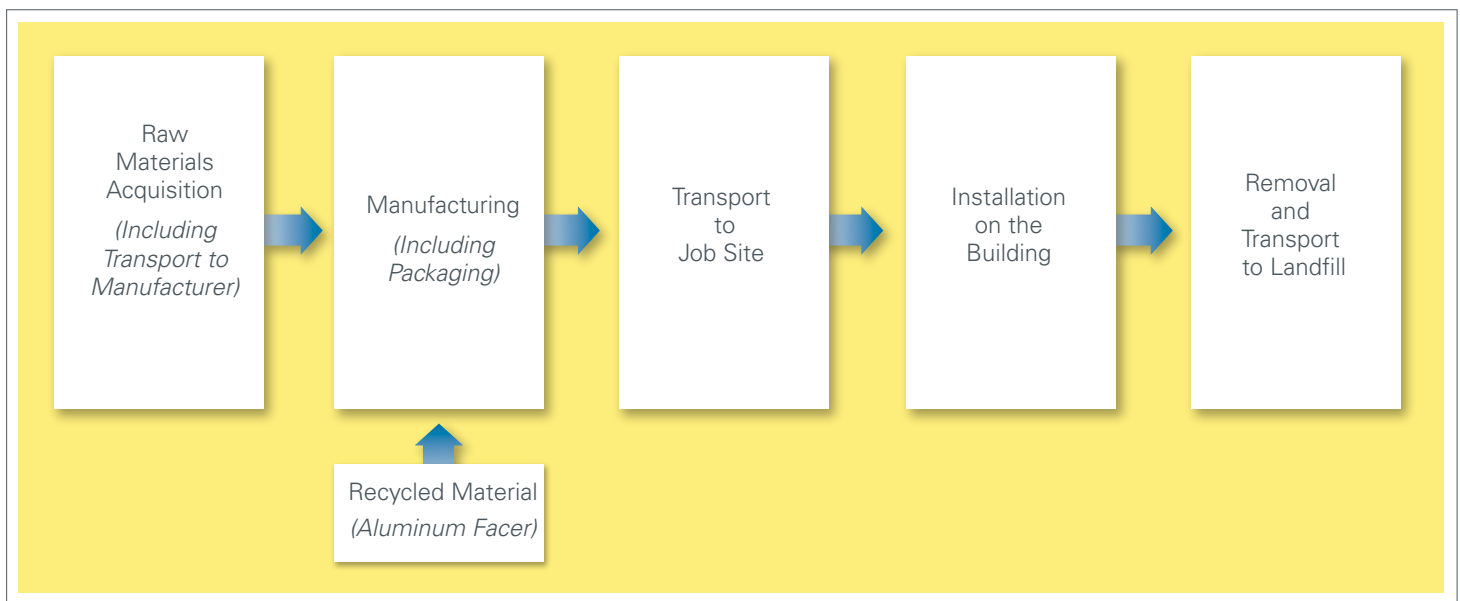 Raw
Materials
Acquisition
(Including
Transport to
Manufacturer)
Manufacturing
(Including
Packaging)
Transport
to
Job Site
Installation
on the
Building
Removal
and
Transport
to Landfill
Recycled Material
(Aluminum Facer)